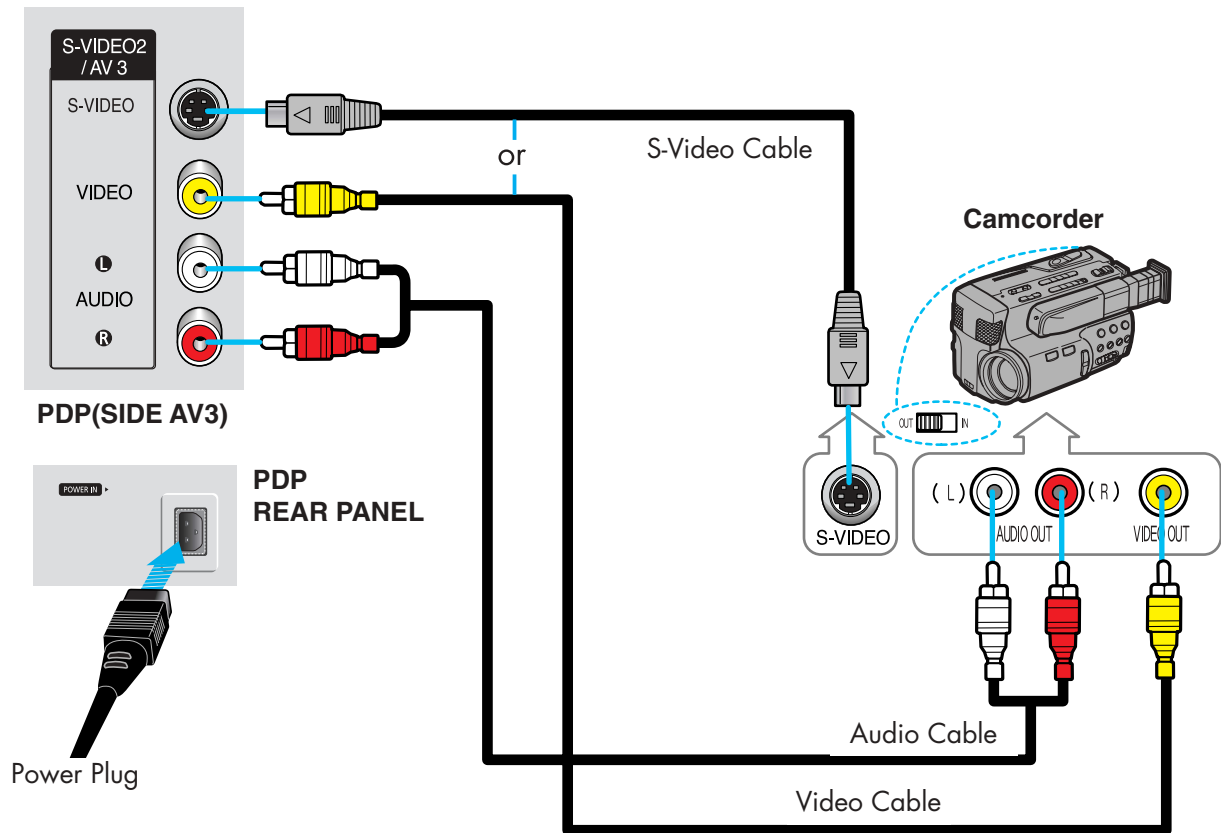 S-VIDEO2
/ AV 3
S-VIDEO
VIDEO
L
AUDIO
R
PDP(SIDE AV3)
or
S-Video Cable
Camcorder
OUT IN
S-VIDEO
( L ) ( R )
AUDIO OUT VIDEO OUT
POWER IN
PDP
REAR PANEL
Power Plug
Audio Cable
Video Cable